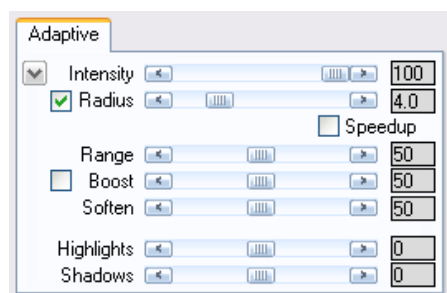 Adaptive
Intensity 100
Radius 4.0
Speedup
Range 50
Boost 50
Soften 50
Highlights 0
Shadows 0